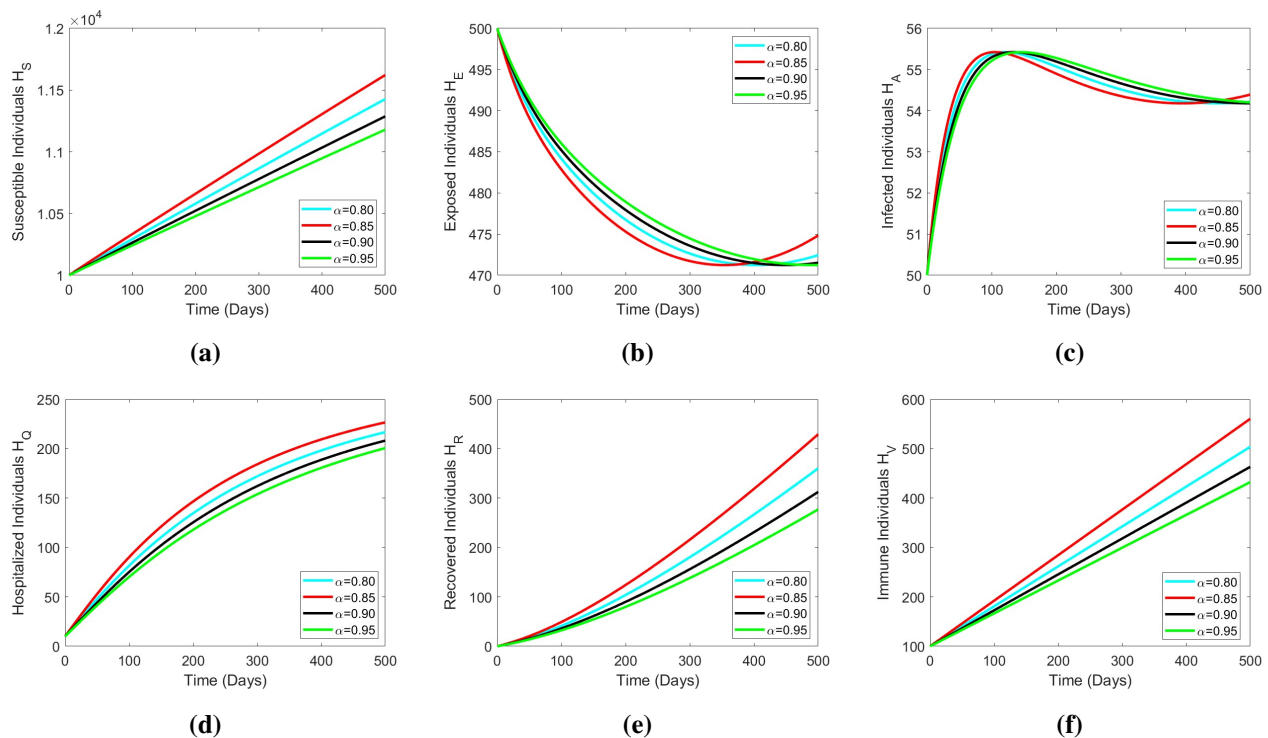 ×10⁴
1.2
1.15
1.1
1.05
1
0 100 200 300 400 500
Susceptible Individuals H_S
Time (Days)
α=0.80
α=0.85
α=0.90
α=0.95
(a)
500
495
490
485
480
475
470
0 100 200 300 400 500
Exposed Individuals H_E
Time (Days)
α=0.80
α=0.85
α=0.90
α=0.95
(b)
56
55
54
53
52
51
50
0 100 200 300 400 500
Infected Individuals H_A
Time (Days)
α=0.80
α=0.85
α=0.90
α=0.95
(c)
250
200
150
100
50
0
0 100 200 300 400 500
Hospitalized Individuals H_Q
Time (Days)
α=0.80
α=0.85
α=0.90
α=0.95
(d)
500
400
300
200
100
0
0 100 200 300 400 500
Recovered Individuals H_R
Time (Days)
α=0.80
α=0.85
α=0.90
α=0.95
(e)
600
500
400
300
200
100
0 100 200 300 400 500
Immune Individuals H_V
Time (Days)
α=0.80
α=0.85
α=0.90
α=0.95
(f)